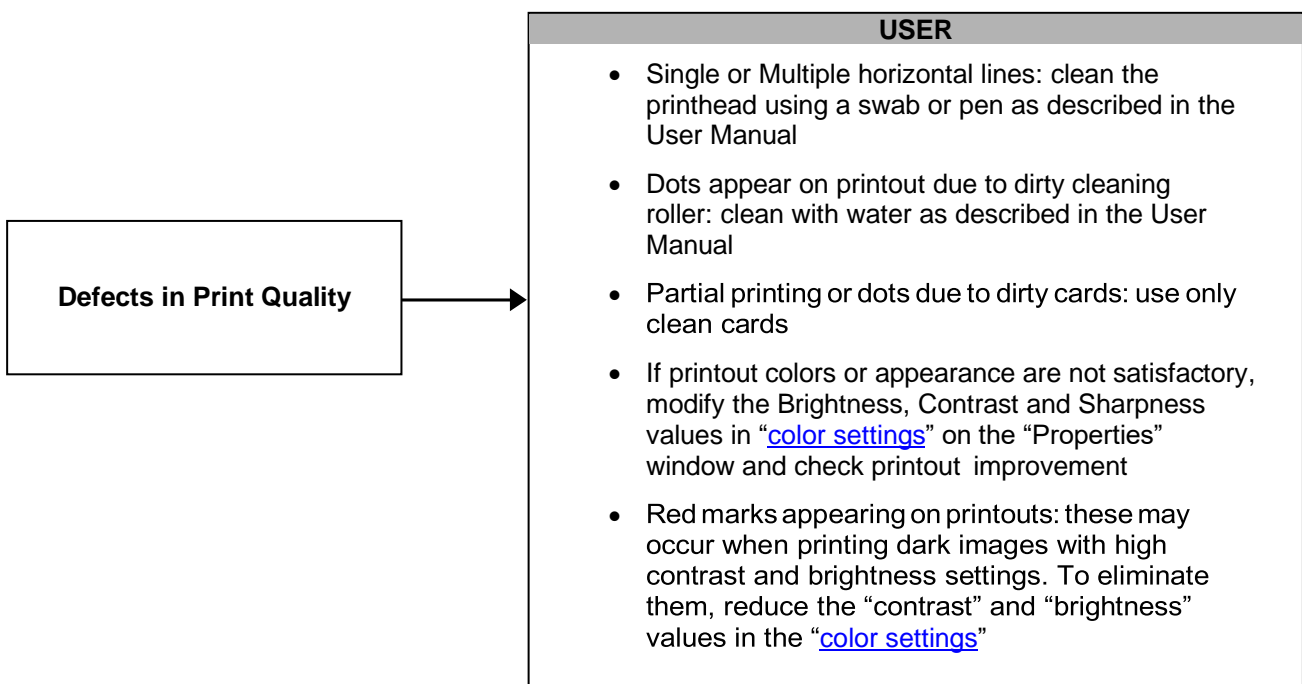 USER
• Single or Multiple horizontal lines: clean the
printhead using a swab or pen as described in the
User Manual
• Dots appear on printout due to dirty cleaning
roller: clean with water as described in the User
Manual
Defects in Print Quality
• Partial printing or dots due to dirty cards: use only
clean cards
• If printout colors or appearance are not satisfactory,
modify the Brightness, Contrast and Sharpness
values in “color settings” on the “Properties”
window and check printout improvement
• Red marks appearing on printouts: these may
occur when printing dark images with high
contrast and brightness settings. To eliminate
them, reduce the “contrast” and “brightness”
values in the “color settings”